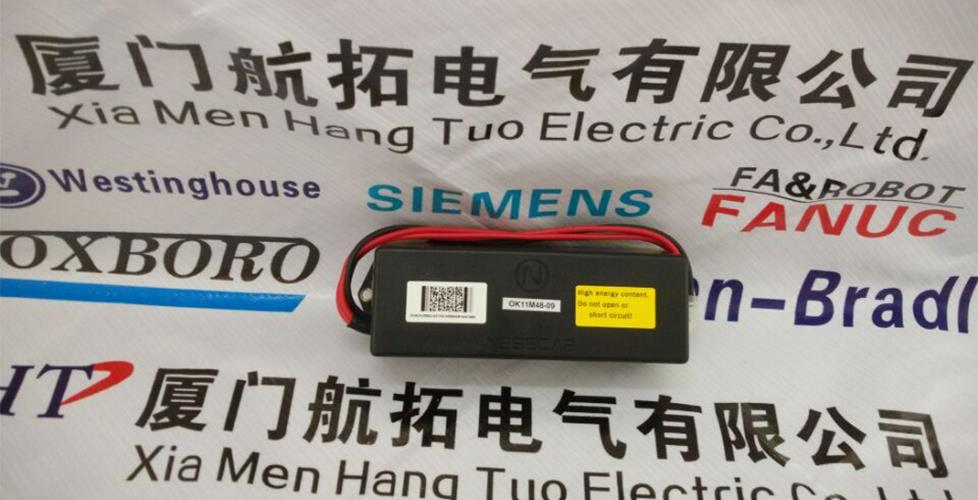 厦门航拓电气有限公司
Xia Men Hang Tuo Electric Co.,Ltd.
Westinghouse
SIEMENS
FA&ROBOT
FANUC
OXBORO
n-Bradl
N
OK11M48-09
High energy content.
Do not open or
short circuit!
NESSCAP
HT
厦门航拓电气有限公司
Xia Men Hang Tuo Electric Co.,Ltd